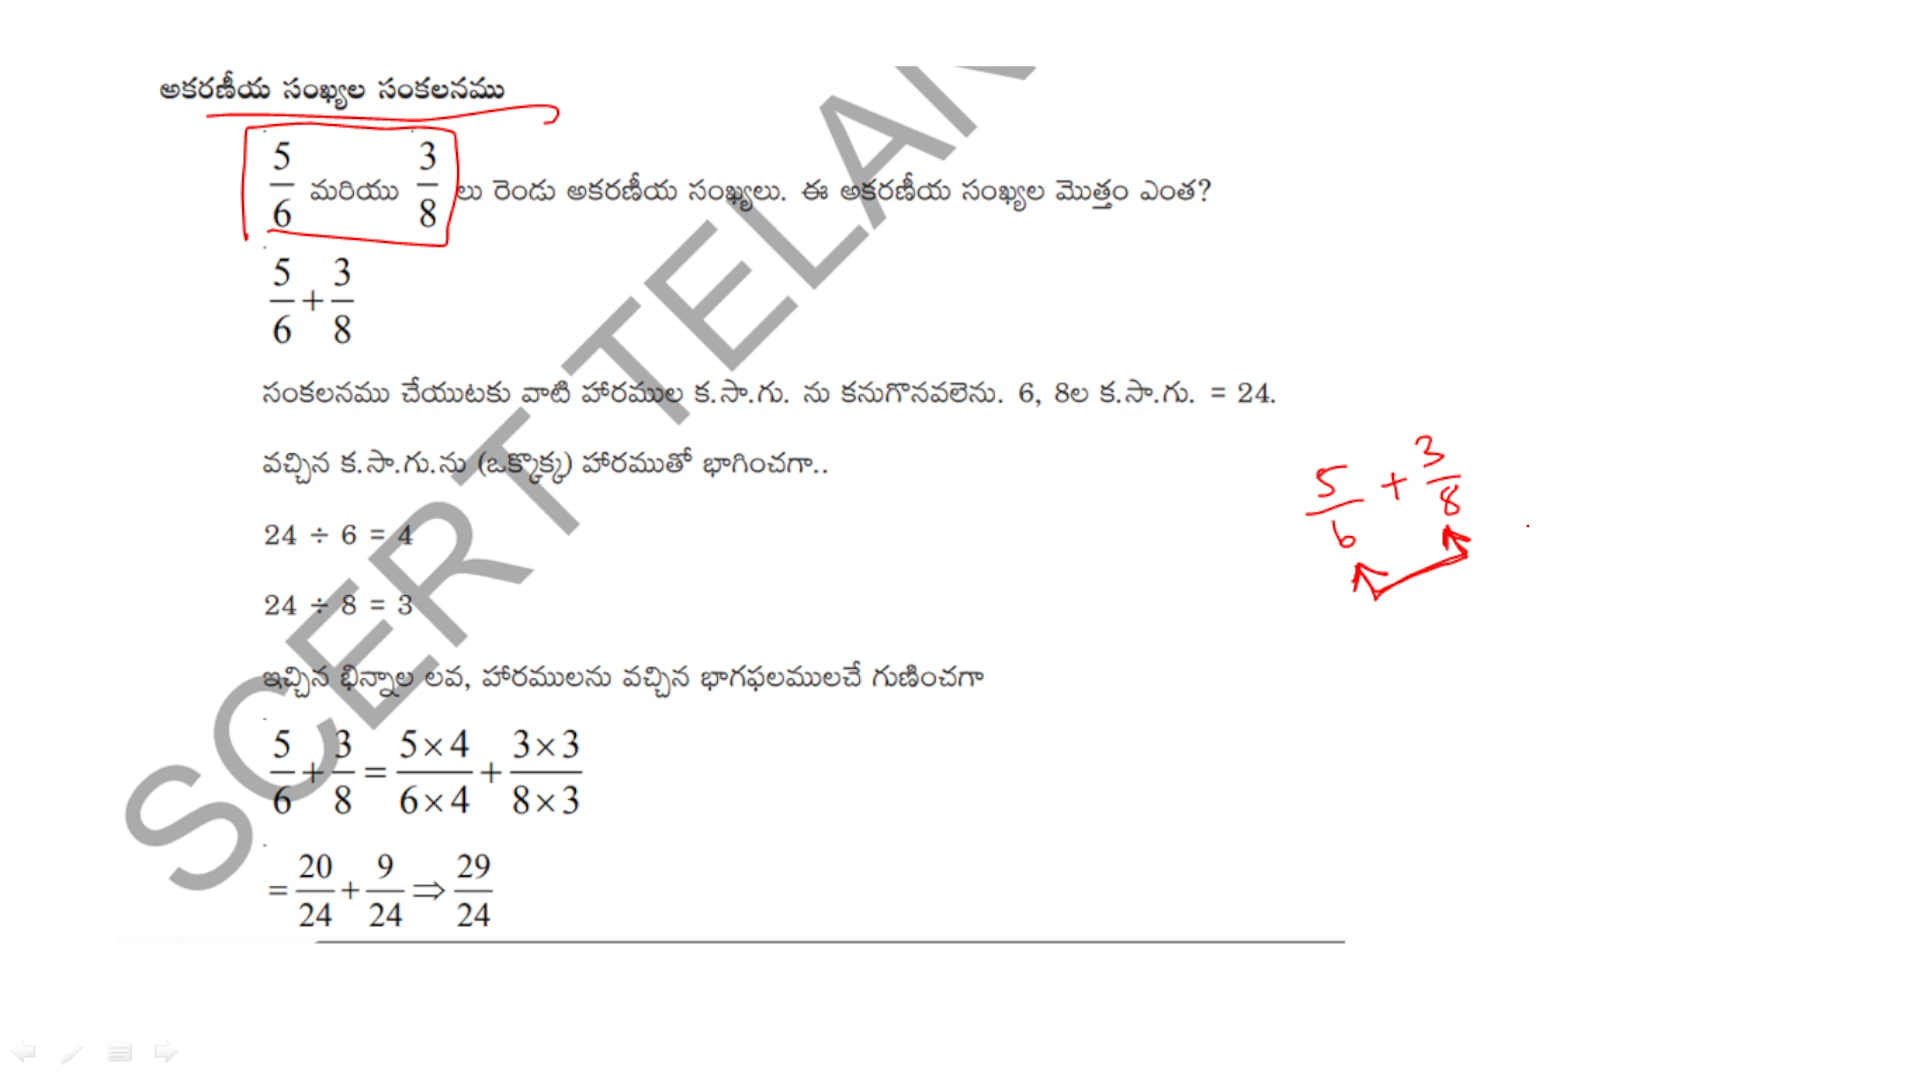 అకరణీయ సంఖ్యల సంకలనము
5/6 మరియు 3/8 లు రెండు అకరణీయ సంఖ్యలు. ఈ అకరణీయ సంఖ్యల మొత్తం ఎంత?
5/6 + 3/8
సంకలనము చేయుటకు వాటి హారముల క.సా.గు. ను కనుగొనవలెను. 6, 8ల క.సా.గు. = 24.
వచ్చిన క.సా.గు.ను (ఒక్కొక్క) హారముతో భాగించగా..
5/6 + 3/8
24 ÷ 6 = 4
24 ÷ 8 = 3
ఇచ్చిన భిన్నాల లవ, హారములను వచ్చిన భాగఫలములచే గుణించగా
5/6 + 3/8 = 5×4/6×4 + 3×3/8×3
= 20/24 + 9/24 ⇒ 29/24
SCERT TELAN